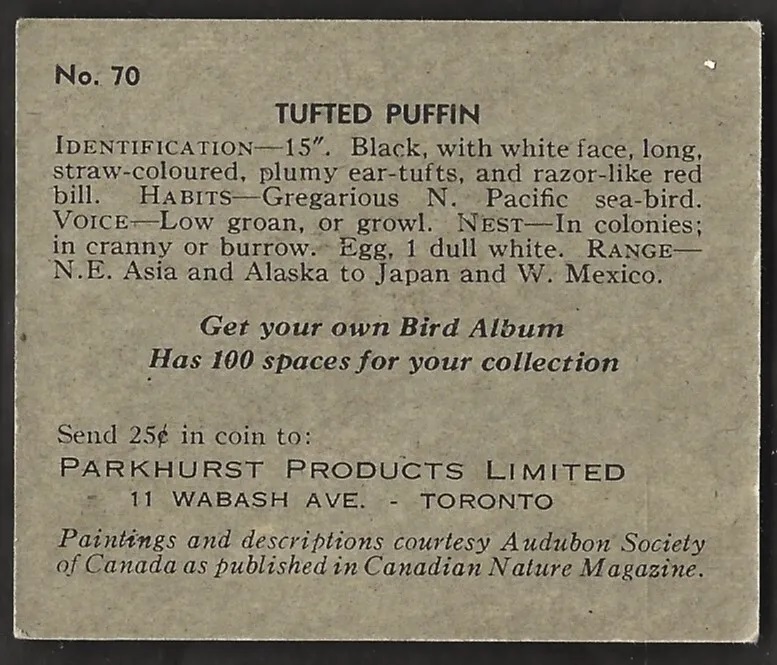 No. 70
TUFTED PUFFIN
IDENTIFICATION—15″. Black, with white face, long,
straw-coloured, plumy ear-tufts, and razor-like red
bill. HABITS—Gregarious N. Pacific sea-bird.
VOICE—Low groan, or growl. NEST—In colonies;
in cranny or burrow. Egg, 1 dull white. RANGE—
N.E. Asia and Alaska to Japan and W. Mexico.
Get your own Bird Album
Has 100 spaces for your collection
Send 25¢ in coin to:
PARKHURST PRODUCTS LIMITED
11 WABASH AVE. - TORONTO
Paintings and descriptions courtesy Audubon Society
of Canada as published in Canadian Nature Magazine.